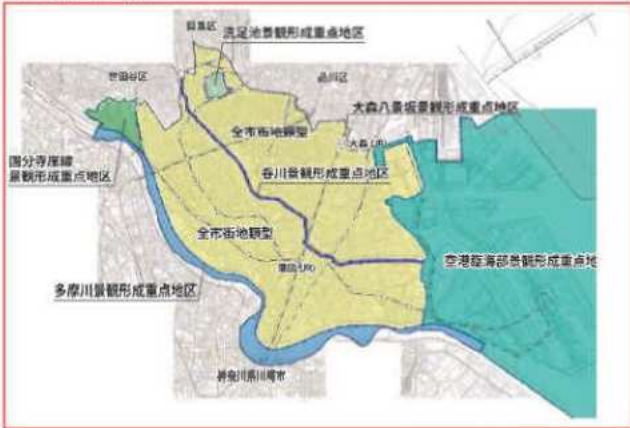 目黒区
洗足池景観形成重点地区
世田谷区
品川区
大森八景坂景観形成重点地区
全市街地類型
大森(JR)
国分寺崖線
景観形成重点地区
呑川景観形成重点地区
全市街地類型
蒲田(JR)
空港臨海部景観形成重点地
多摩川景観形成重点地区
神奈川県川崎市